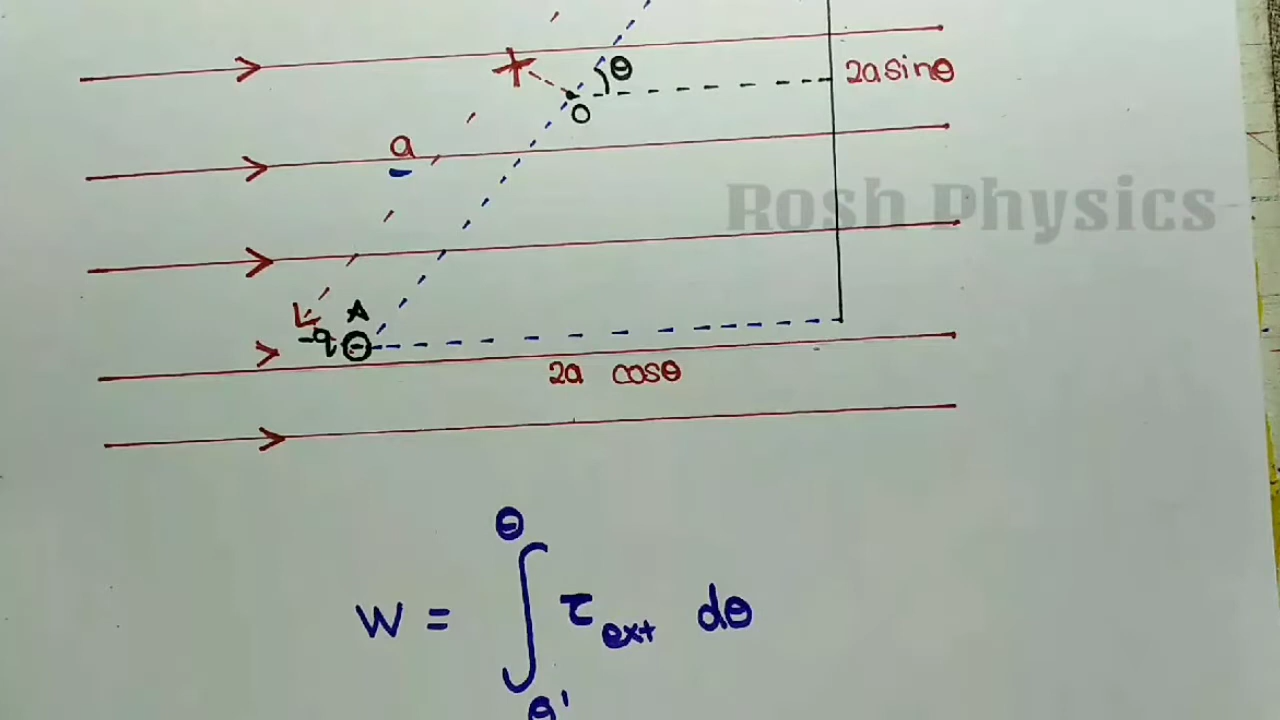 θ
2asinθ
O
a
Rosh Physics
A
-q
2a cosθ
θ
W = ∫ τext dθ
θ'